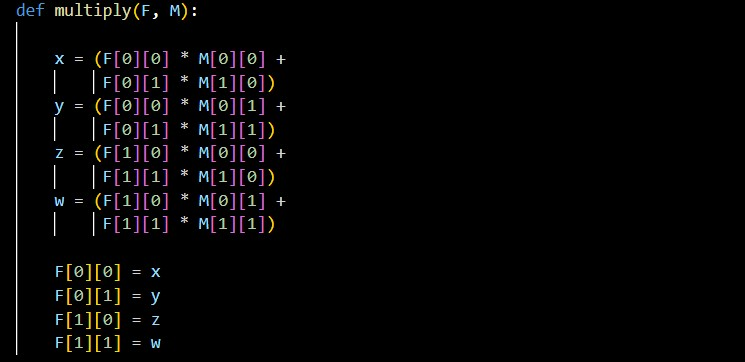 def multiply(F, M):
x = (F[0][0] * M[0][0] +
F[0][1] * M[1][0])
y = (F[0][0] * M[0][1] +
F[0][1] * M[1][1])
z = (F[1][0] * M[0][0] +
F[1][1] * M[1][0])
w = (F[1][0] * M[0][1] +
F[1][1] * M[1][1])
F[0][0] = x
F[0][1] = y
F[1][0] = z
F[1][1] = w